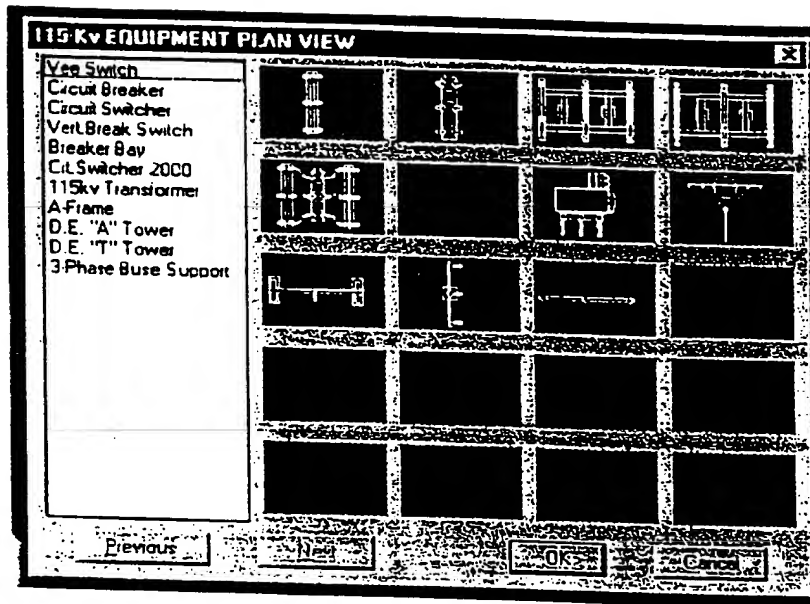 115-Kv EQUIPMENT PLAN VIEW
Vee Switch
Circuit Breaker
Circuit Switcher
Vert.Break Switch
Breaker Bay
Crt.Switcher 2000
115kv Transformer
A-Frame
D.E. "A" Tower
D.E. "T" Tower
3-Phase Buse Support
Previous
Next
OK
Cancel